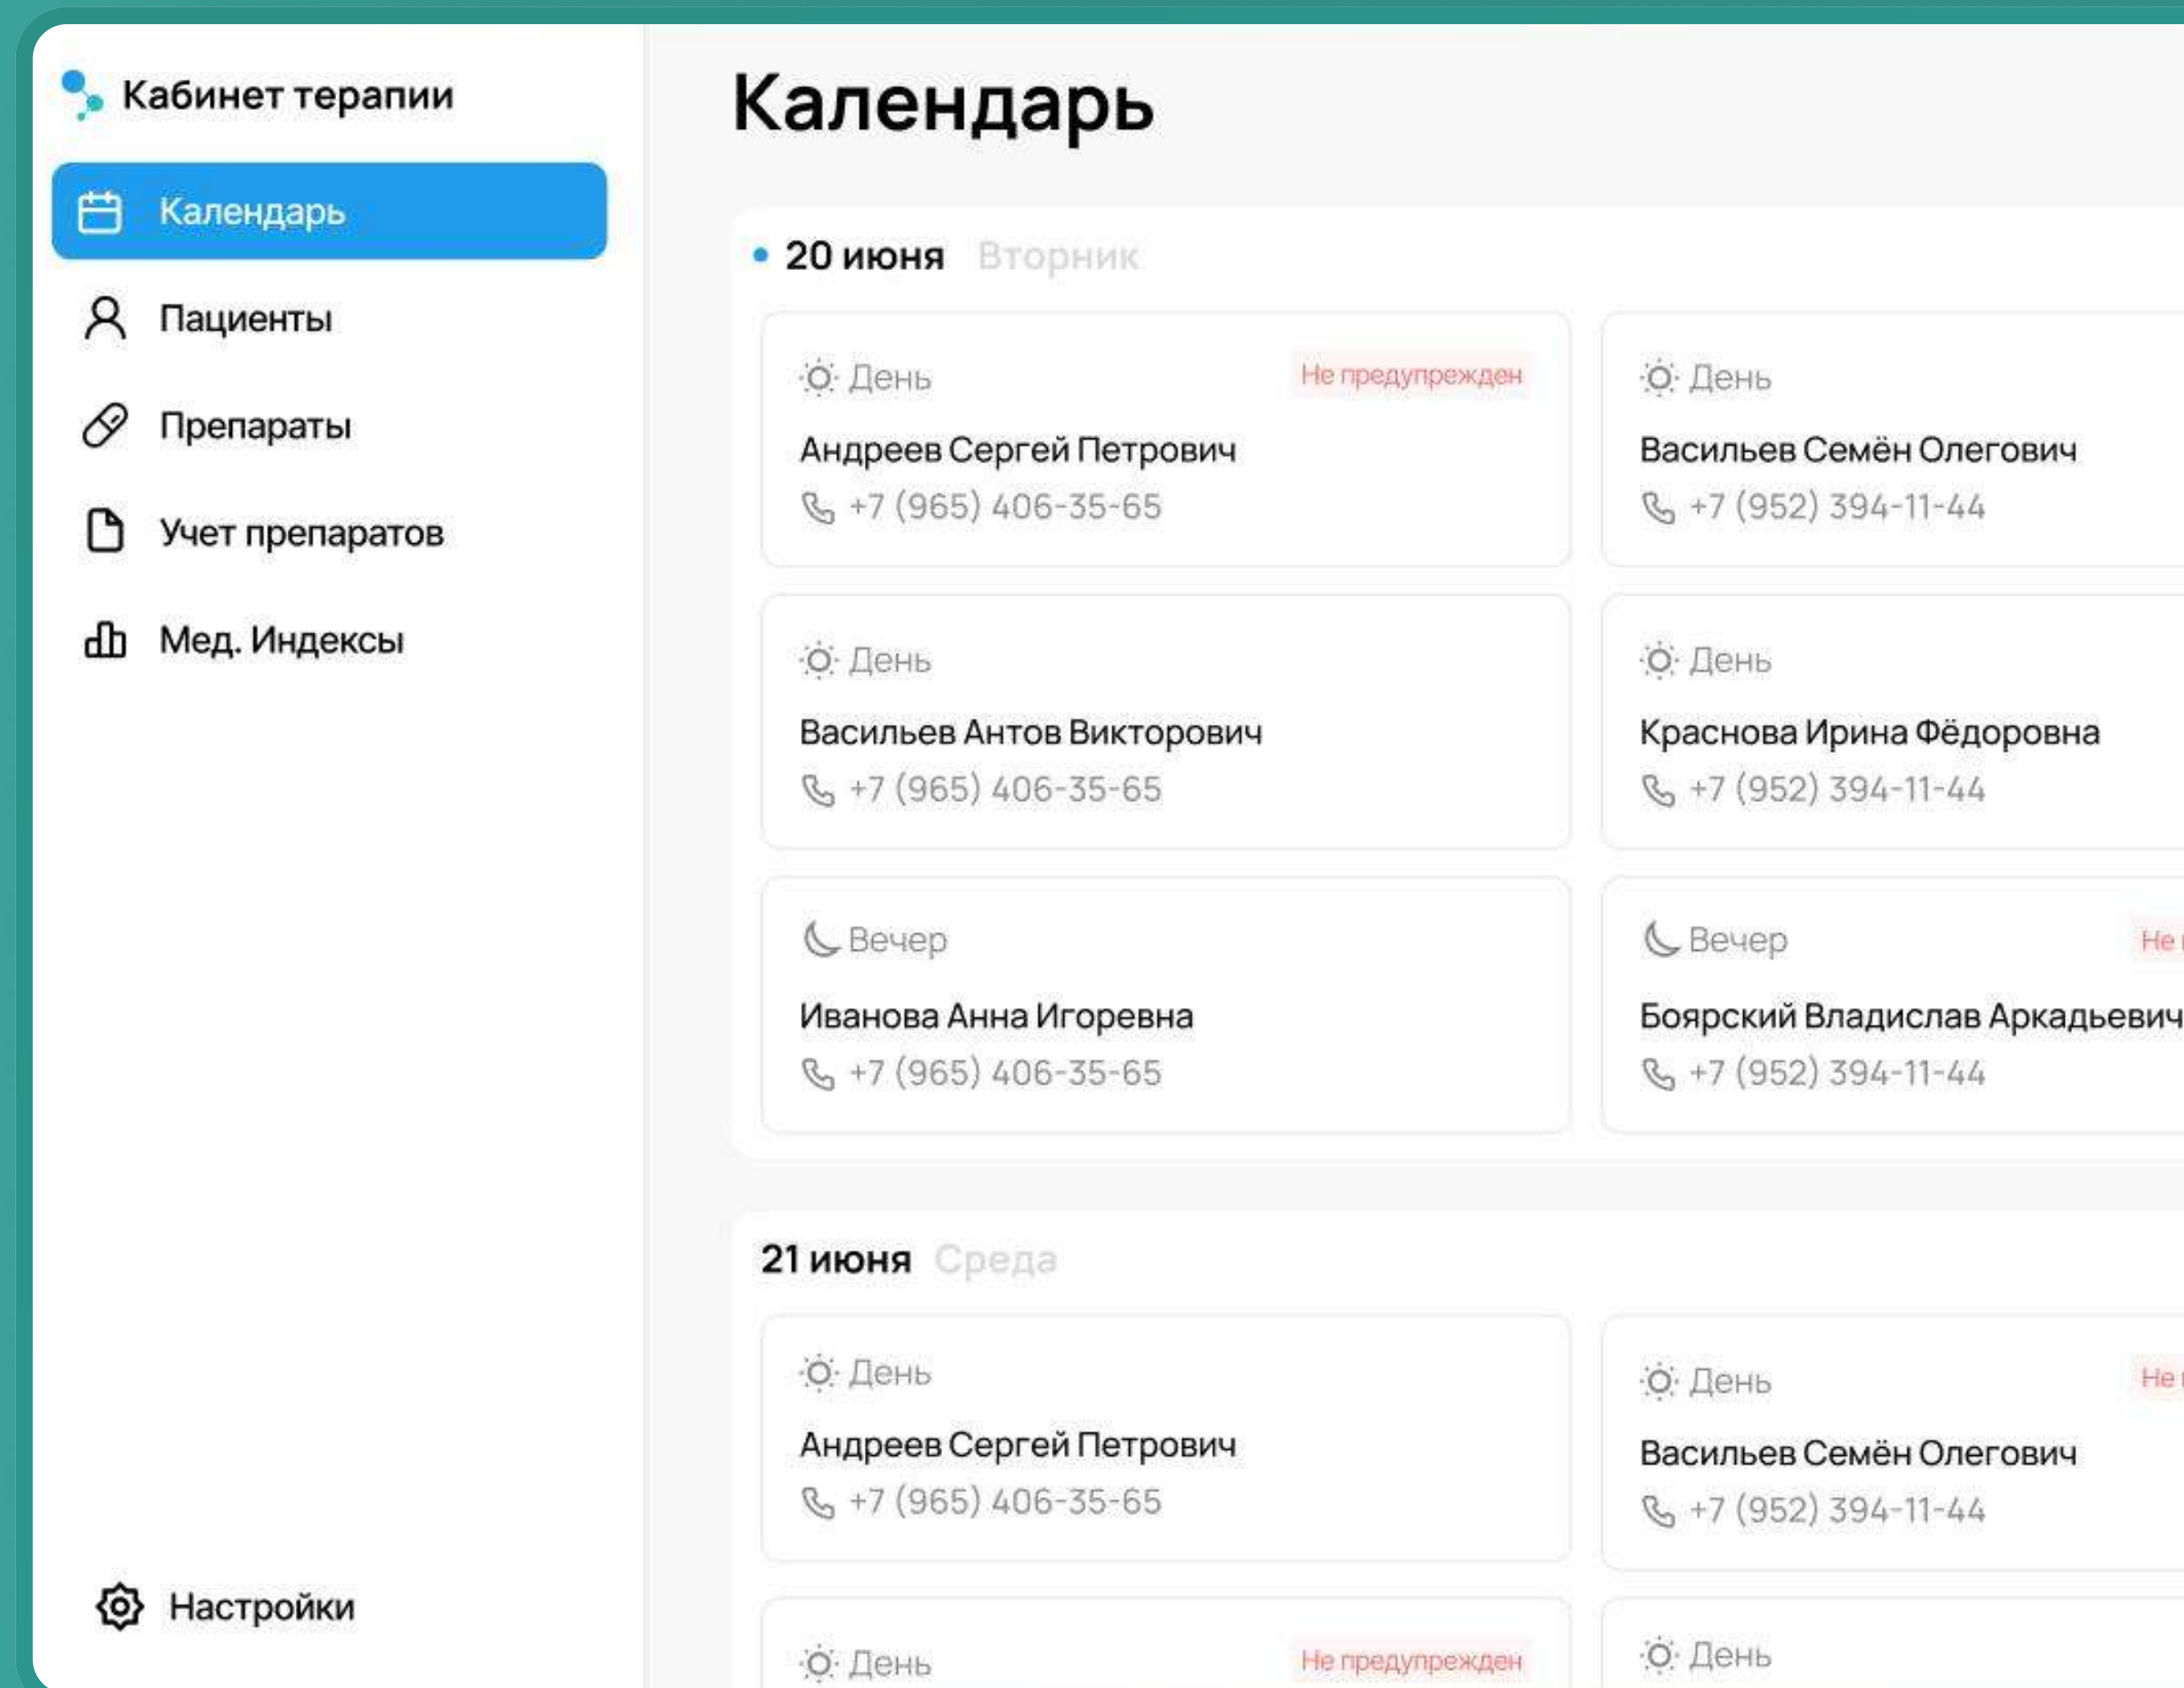 Кабинет терапии
Календарь
Пациенты
Препараты
Учет препаратов
Мед. Индексы
Настройки
Календарь
20 июня Вторник
День Не предупрежден
Андреев Сергей Петрович
+7 (965) 406-35-65
День
Васильев Семён Олегович
+7 (952) 394-11-44
День
Васильев Антов Викторович
+7 (965) 406-35-65
День
Краснова Ирина Фёдоровна
+7 (952) 394-11-44
Вечер
Иванова Анна Игоревна
+7 (965) 406-35-65
Вечер Не
Боярский Владислав Аркадьевич
+7 (952) 394-11-44
21 июня Среда
День
Андреев Сергей Петрович
+7 (965) 406-35-65
День Не
Васильев Семён Олегович
+7 (952) 394-11-44
День Не предупрежден
День